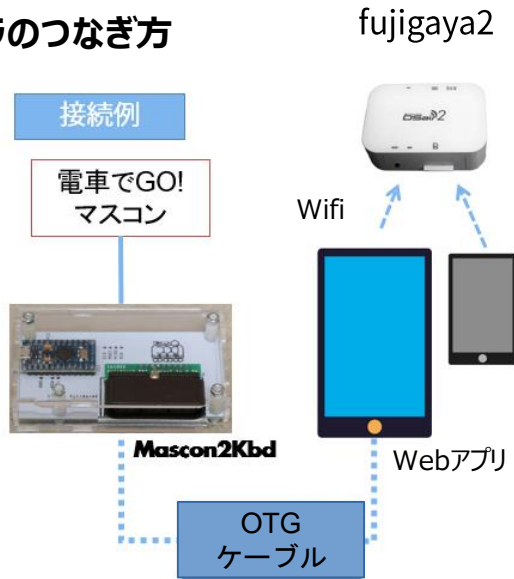 のつなぎ方
fujigaya2
接続例
電車でGO!
マスコン
Wifi
DSair2
Mascon2Kbd
Webアプリ
OTG
ケーブル